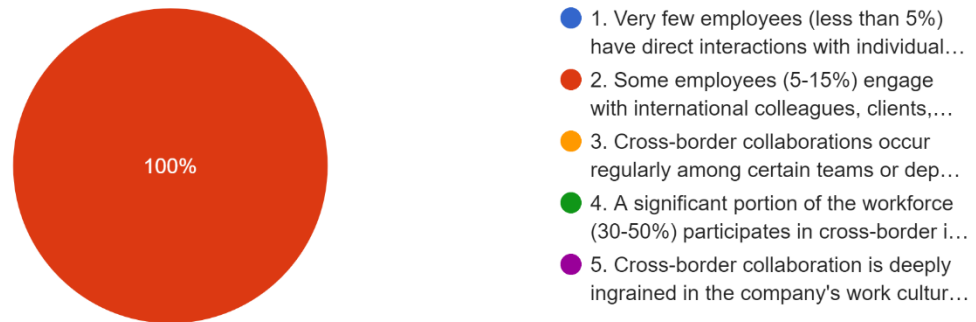 100%
1. Very few employees (less than 5%)
have direct interactions with individual…
2. Some employees (5-15%) engage
with international colleagues, clients,…
3. Cross-border collaborations occur
regularly among certain teams or dep…
4. A significant portion of the workforce
(30-50%) participates in cross-border i…
5. Cross-border collaboration is deeply
ingrained in the company's work cultur…